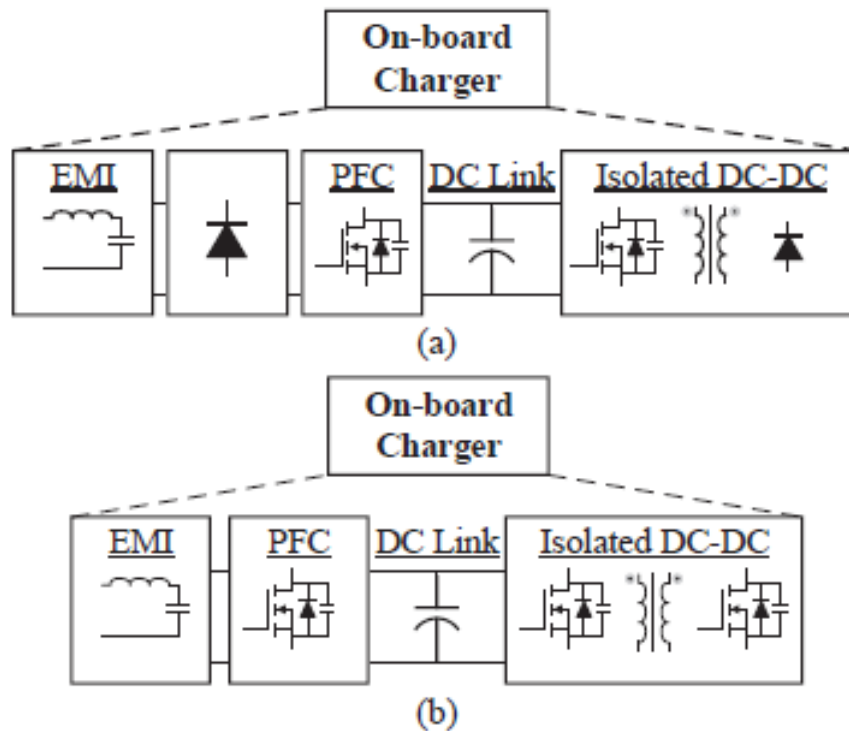 On-board
Charger
EMI
PFC
DC Link
Isolated DC-DC
(a)
On-board
Charger
EMI
PFC
DC Link
Isolated DC-DC
(b)